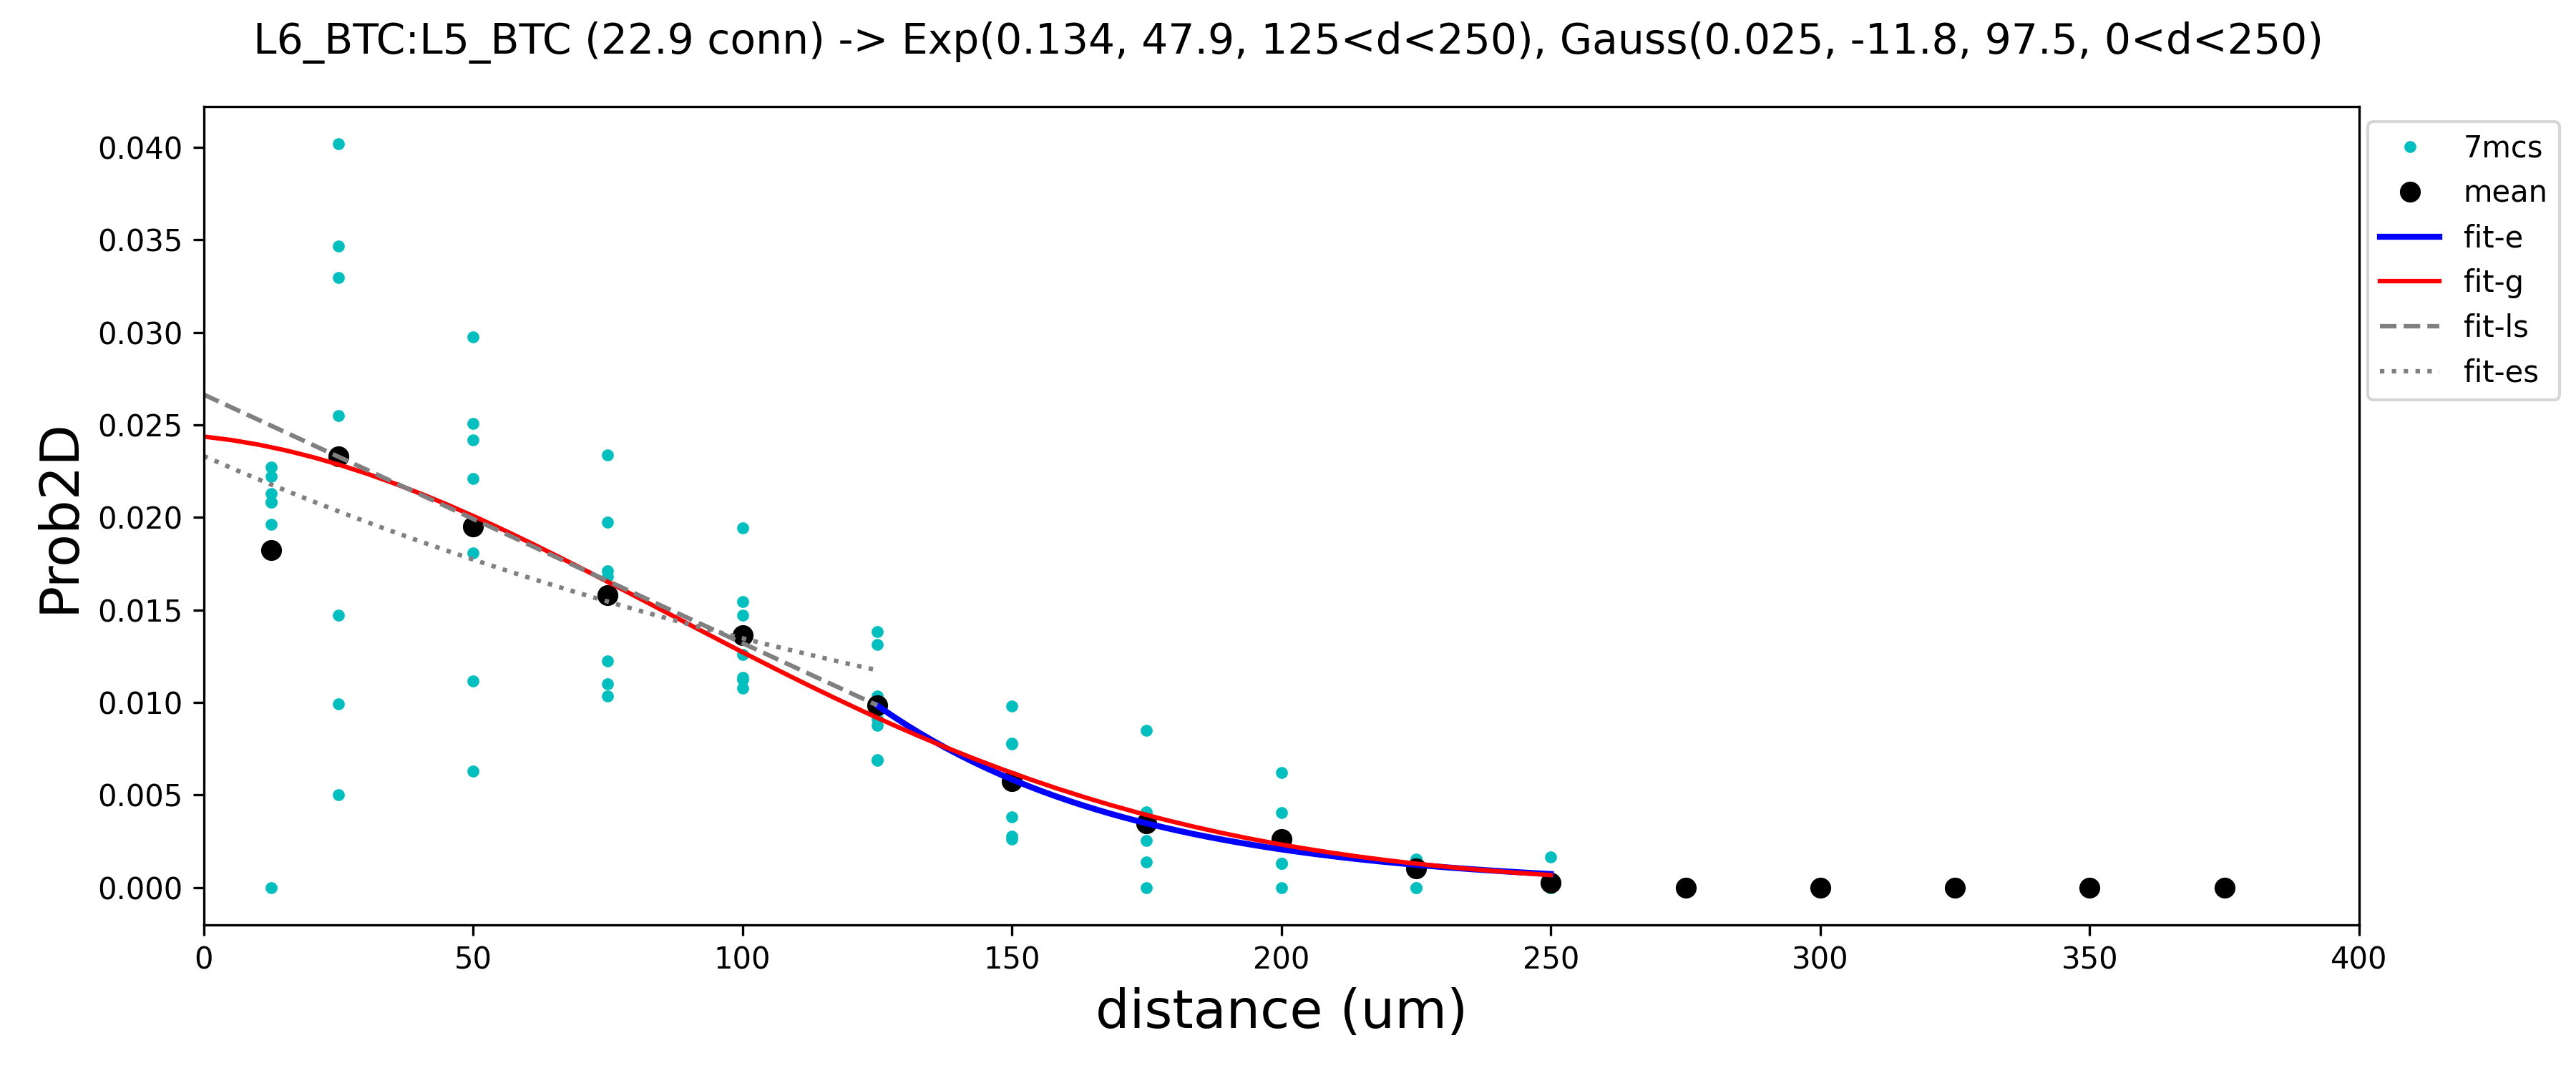 L6_BTC:L5_BTC (22.9 conn) -> Exp(0.134, 47.9, 125<d<250), Gauss(0.025, -11.8, 97.5, 0<d<250)
0.040
0.035
0.030
0.025
0.020
0.015
0.010
0.005
0.000
Prob2D
0 50 100 150 200 250 300 350 400
distance (um)
7mcs
mean
fit-e
fit-g
fit-ls
fit-es